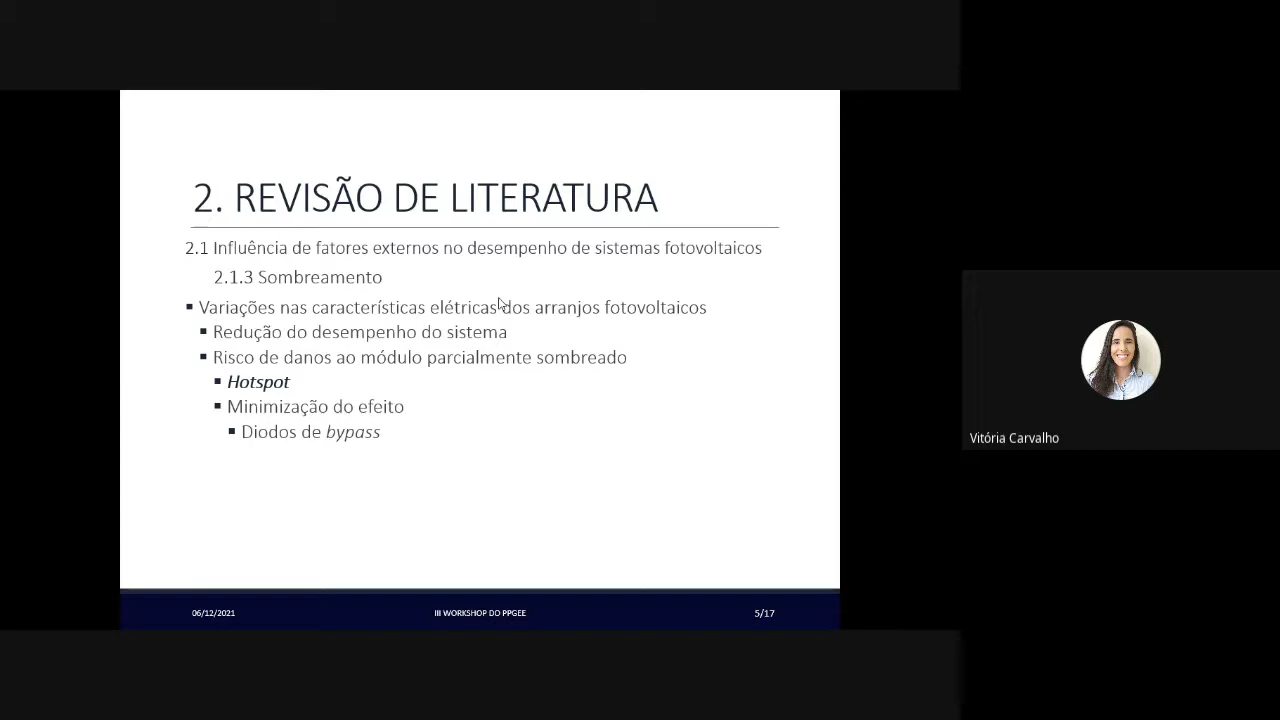 2. REVISÃO DE LITERATURA
2.1 Influência de fatores externos no desempenho de sistemas fotovoltaicos
2.1.3 Sombreamento
▪ Variações nas características elétricas dos arranjos fotovoltaicos
▪ Redução do desempenho do sistema
▪ Risco de danos ao módulo parcialmente sombreado
▪ Hotspot
▪ Minimização do efeito
▪ Diodos de bypass
Vitória Carvalho
06/12/2021
III WORKSHOP DO PPGEE
5/17